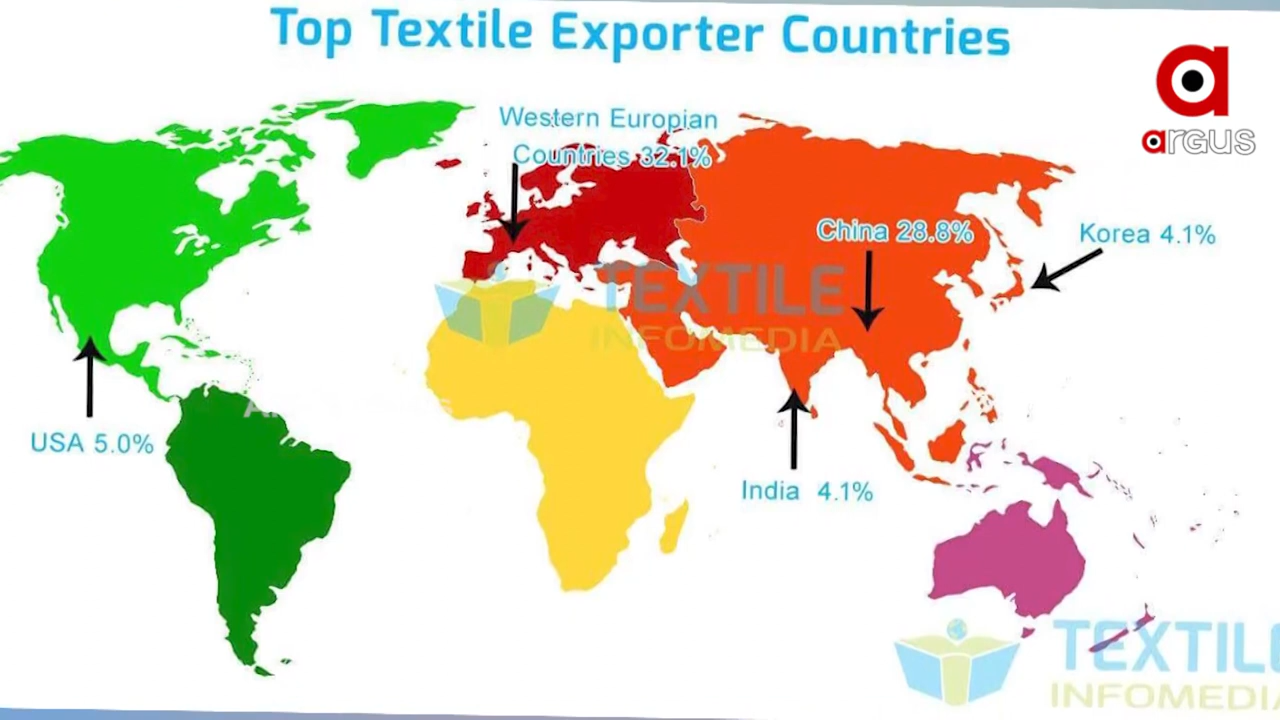 Top Textile Exporter Countries
argus
Western Europian
Countries 32.1%
China 28.8%
Korea 4.1%
TEXTILE
INFOMEDIA
USA 5.0%
India 4.1%
TEXTILE
INFOMEDIA